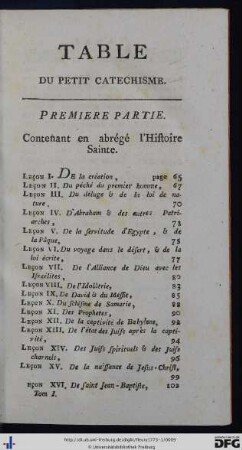 TABLE
DU PETIT CATECHISME.
PREMIERE PARTIE.
Contenant en abrégé l'Histoire
Sainte.
LEÇON I. DE la création, page 65
LEÇON II. Du péché du premier homme, 67
LEÇON III. Du déluge & de la loi de na-
ture, 70
LEÇON IV. D'Abraham & des autres Patri-
arches, 73
LEÇON V. De la servitude d'Egypte, & de
la Pâque, 75
LEÇON VI. Du voyage dans le désert, & de la
loi écrite, 77
LEÇON VII. De l'Alliance de Dieu avec les
Israélites, 80
LEÇON VIII. De l'Idolâtrie, 83
LEÇON IX. De David & du Messie, 85
LEÇON X. Du schisme de Samarie, 88
LEÇON XI. Des Prophetes, 90
LEÇON XII. De la captivité de Babylone, 92
LEÇON XIII. De l'état des Juifs après la capti-
vité, 94
LEÇON XIV. Des Juifs spirituels & des Juifs
charnels, 96
LEÇON XV. De la naissance de Jesus-Christ,
99
EÇON XVI. De saint Jean-Baptiste, 102
Tom I.
© Universitätsbibliothek Freiburg
gefördert durch die
DFG